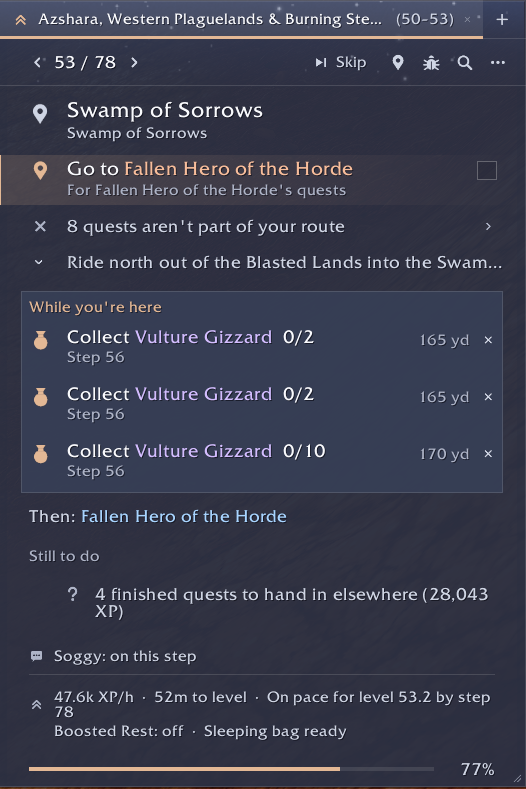 Azshara, Western Plaguelands & Burning Ste... (50-53) × +
53 / 78 Skip
Swamp of Sorrows
Swamp of Sorrows
Go to Fallen Hero of the Horde
For Fallen Hero of the Horde's quests
8 quests aren't part of your route
Ride north out of the Blasted Lands into the Swam...
While you're here
Collect Vulture Gizzard 0/2 165 yd ×
Step 56
Collect Vulture Gizzard 0/2 165 yd ×
Step 56
Collect Vulture Gizzard 0/10 170 yd ×
Step 56
Then: Fallen Hero of the Horde
Still to do
? 4 finished quests to hand in elsewhere (28,043
XP)
Soggy: on this step
47.6k XP/h · 52m to level · On pace for level 53.2 by step
78
Boosted Rest: off · Sleeping bag ready
77%